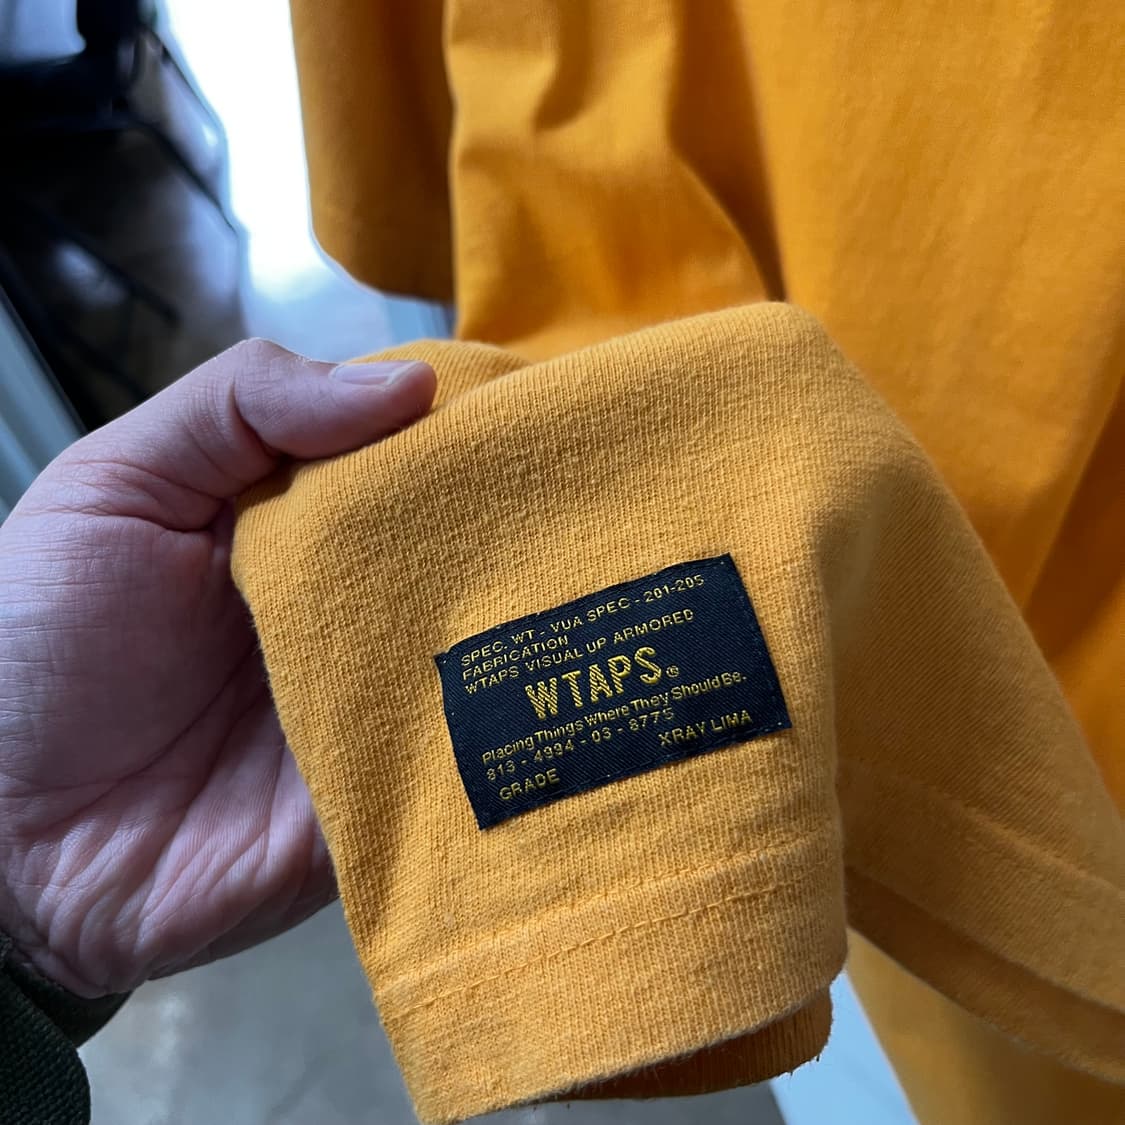 SPEC. WT - VUA SPEC - 201-205
FABRICATION
WTAPS VISUAL UP ARMORED
WTAPS®
Placing Things Where They Should Be.
813 - 4994 - 03 - 8775
XRAY LIMA
GRADE